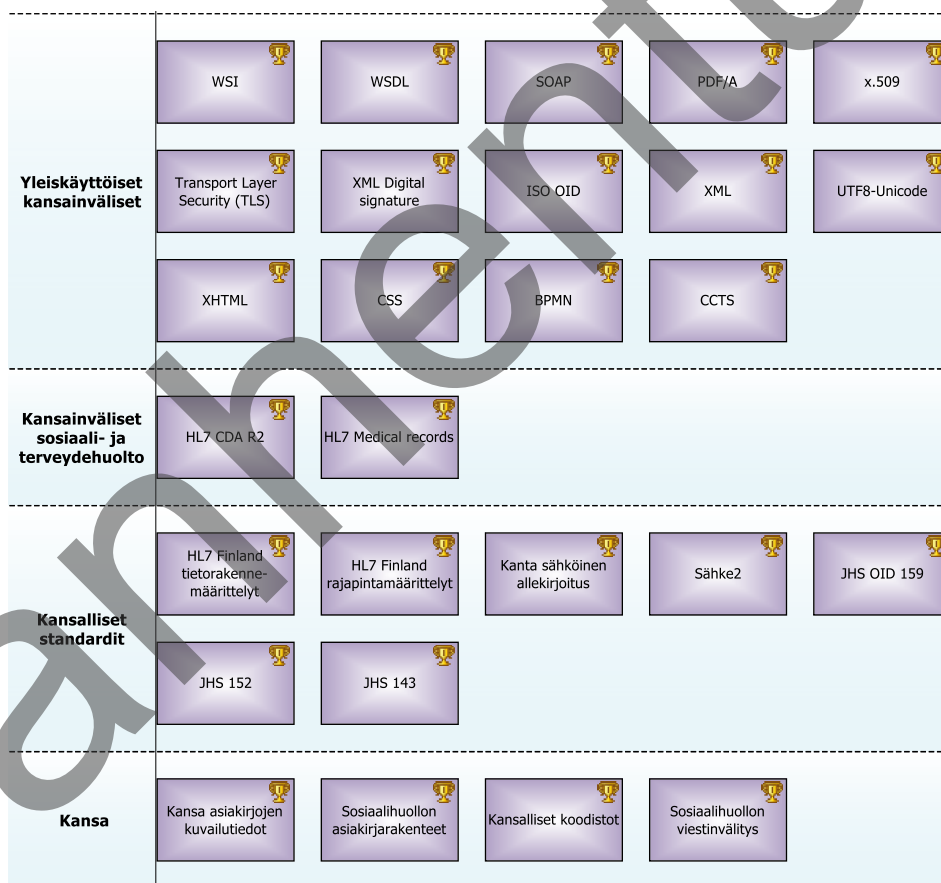 WSI
WSDL
SOAP
PDF/A
x.509
Yleiskäyttöiset
kansainväliset
Transport Layer
Security (TLS)
XML Digital
signature
ISO OID
XML
UTF8-Unicode
XHTML
CSS
BPMN
CCTS
Kansainväliset
sosiaali- ja
terveydehuolto
HL7 CDA R2
HL7 Medical records
Kansalliset
standardit
HL7 Finland
tietorakenne-
määrittelyt
HL7 Finland
rajapintamäärittelyt
Kanta sähköinen
allekirjoitus
Sähke2
JHS OID 159
JHS 152
JHS 143
Kansa
Kansa asiakirjojen
kuvailutiedot
Sosiaalihuollon
asiakirjarakenteet
Kansalliset koodistot
Sosiaalihuollon
viestinvälitys